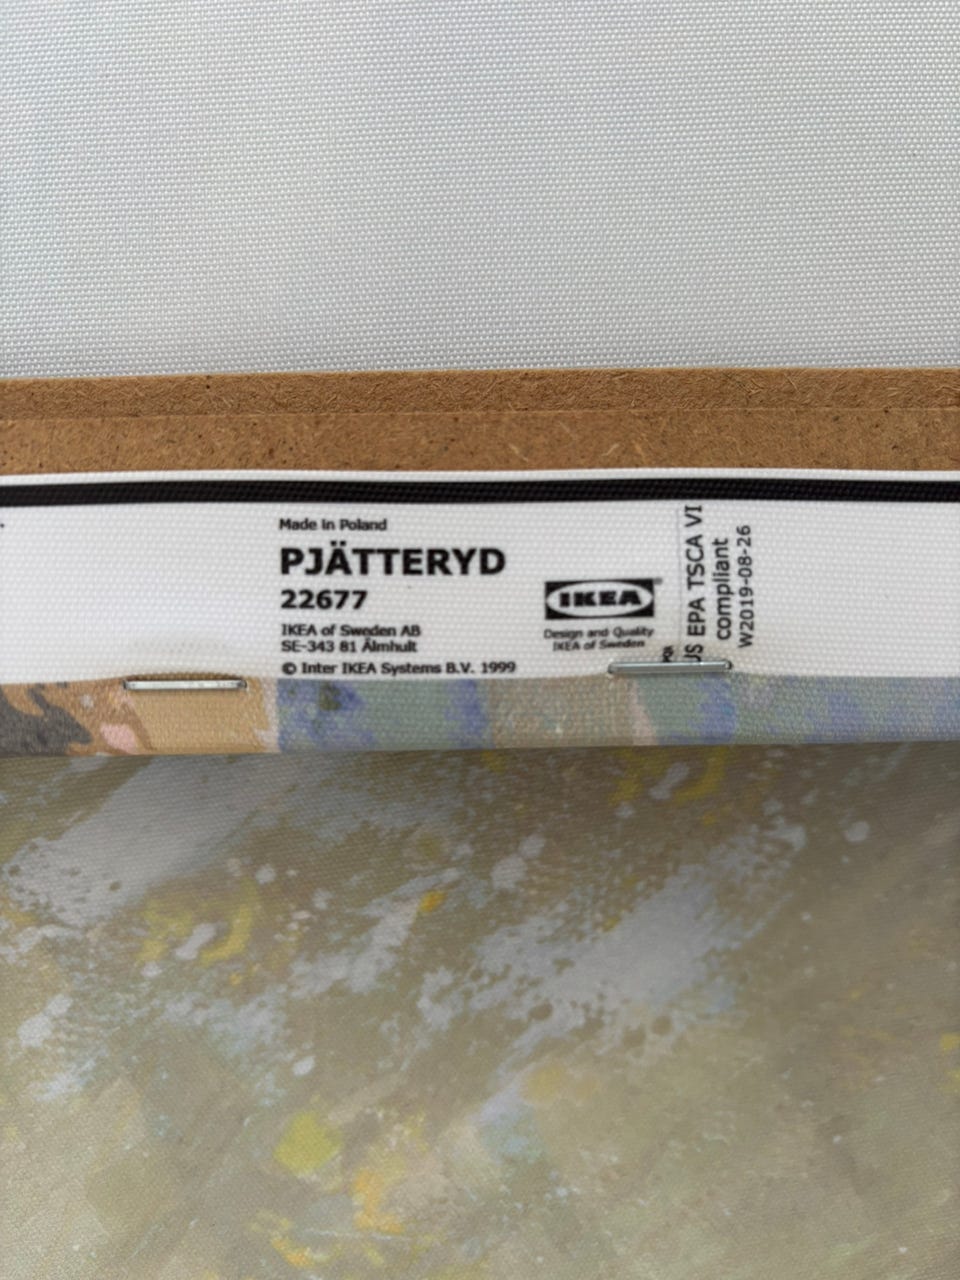 Made in Poland
PJÄTTERYD
22677
IKEA of Sweden AB
SE-343 81 Älmhult
© Inter IKEA Systems B.V. 1999
IKEA
Design and Quality
IKEA of Sweden
US EPA TSCA VI
compliant
W2019-08-26